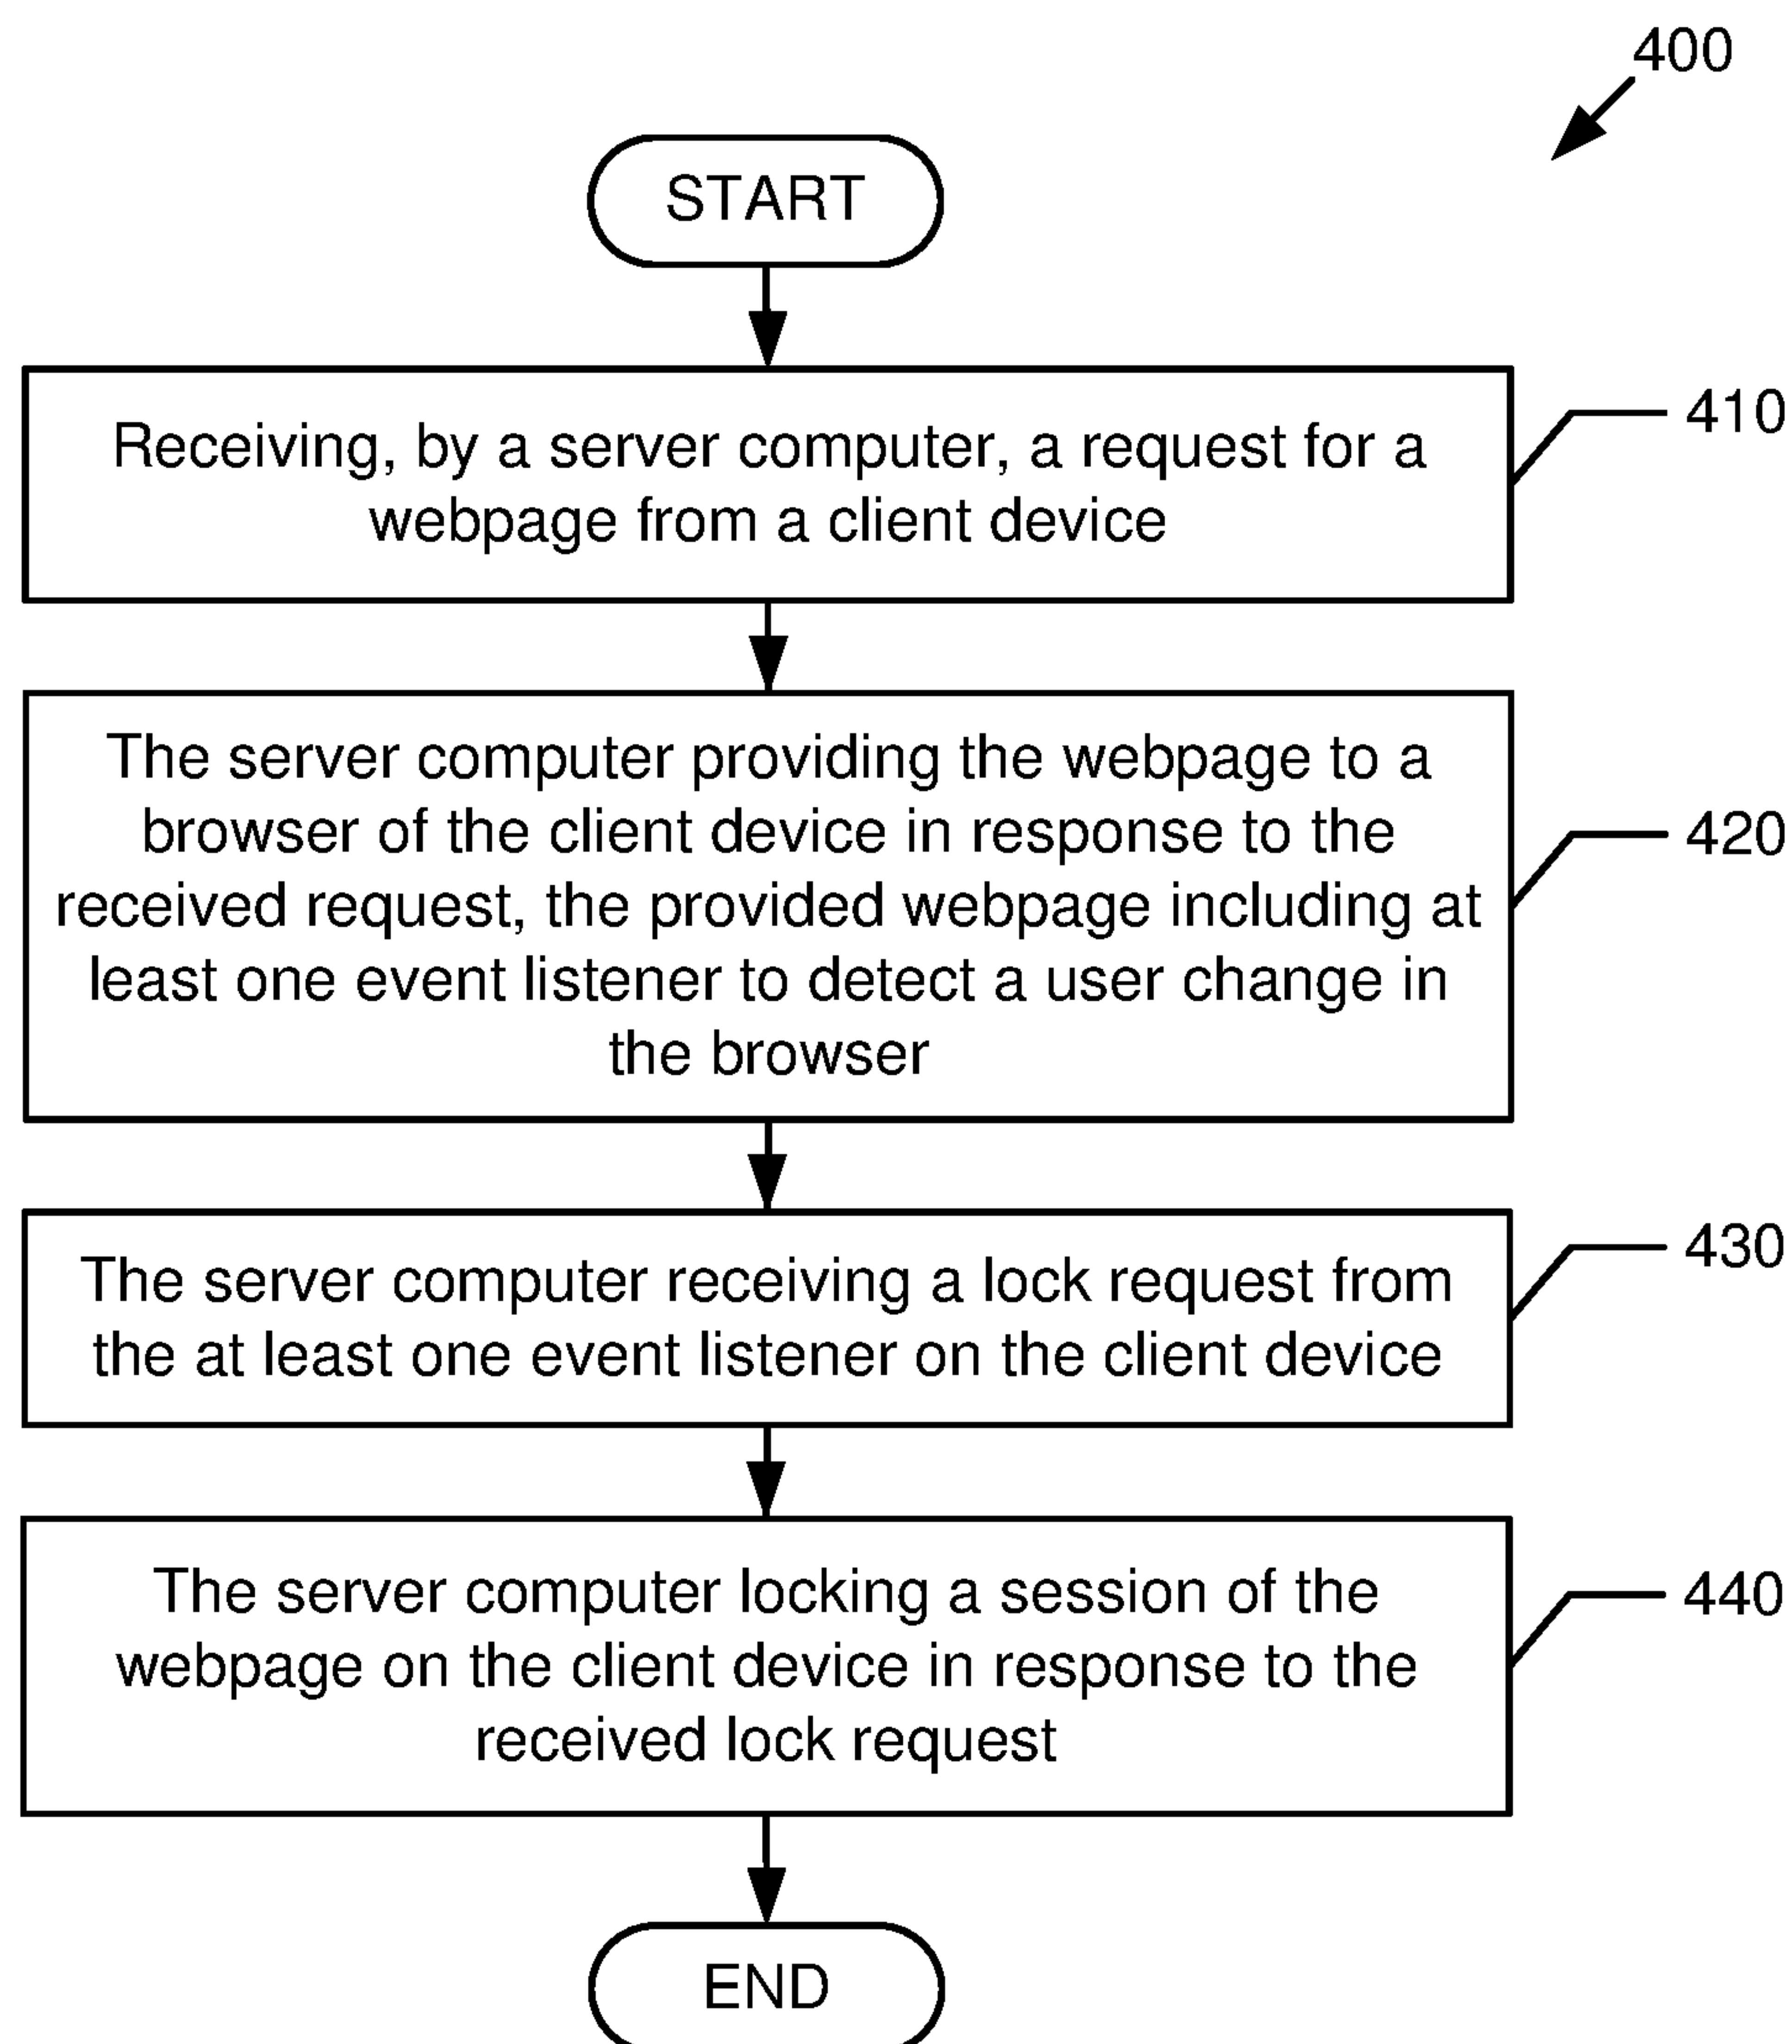 400
START
Receiving, by a server computer, a request for a
webpage from a client device
410
The server computer providing the webpage to a
browser of the client device in response to the
received request, the provided webpage including at
least one event listener to detect a user change in
the browser
420
The server computer receiving a lock request from
the at least one event listener on the client device
430
The server computer locking a session of the
webpage on the client device in response to the
received lock request
440
END